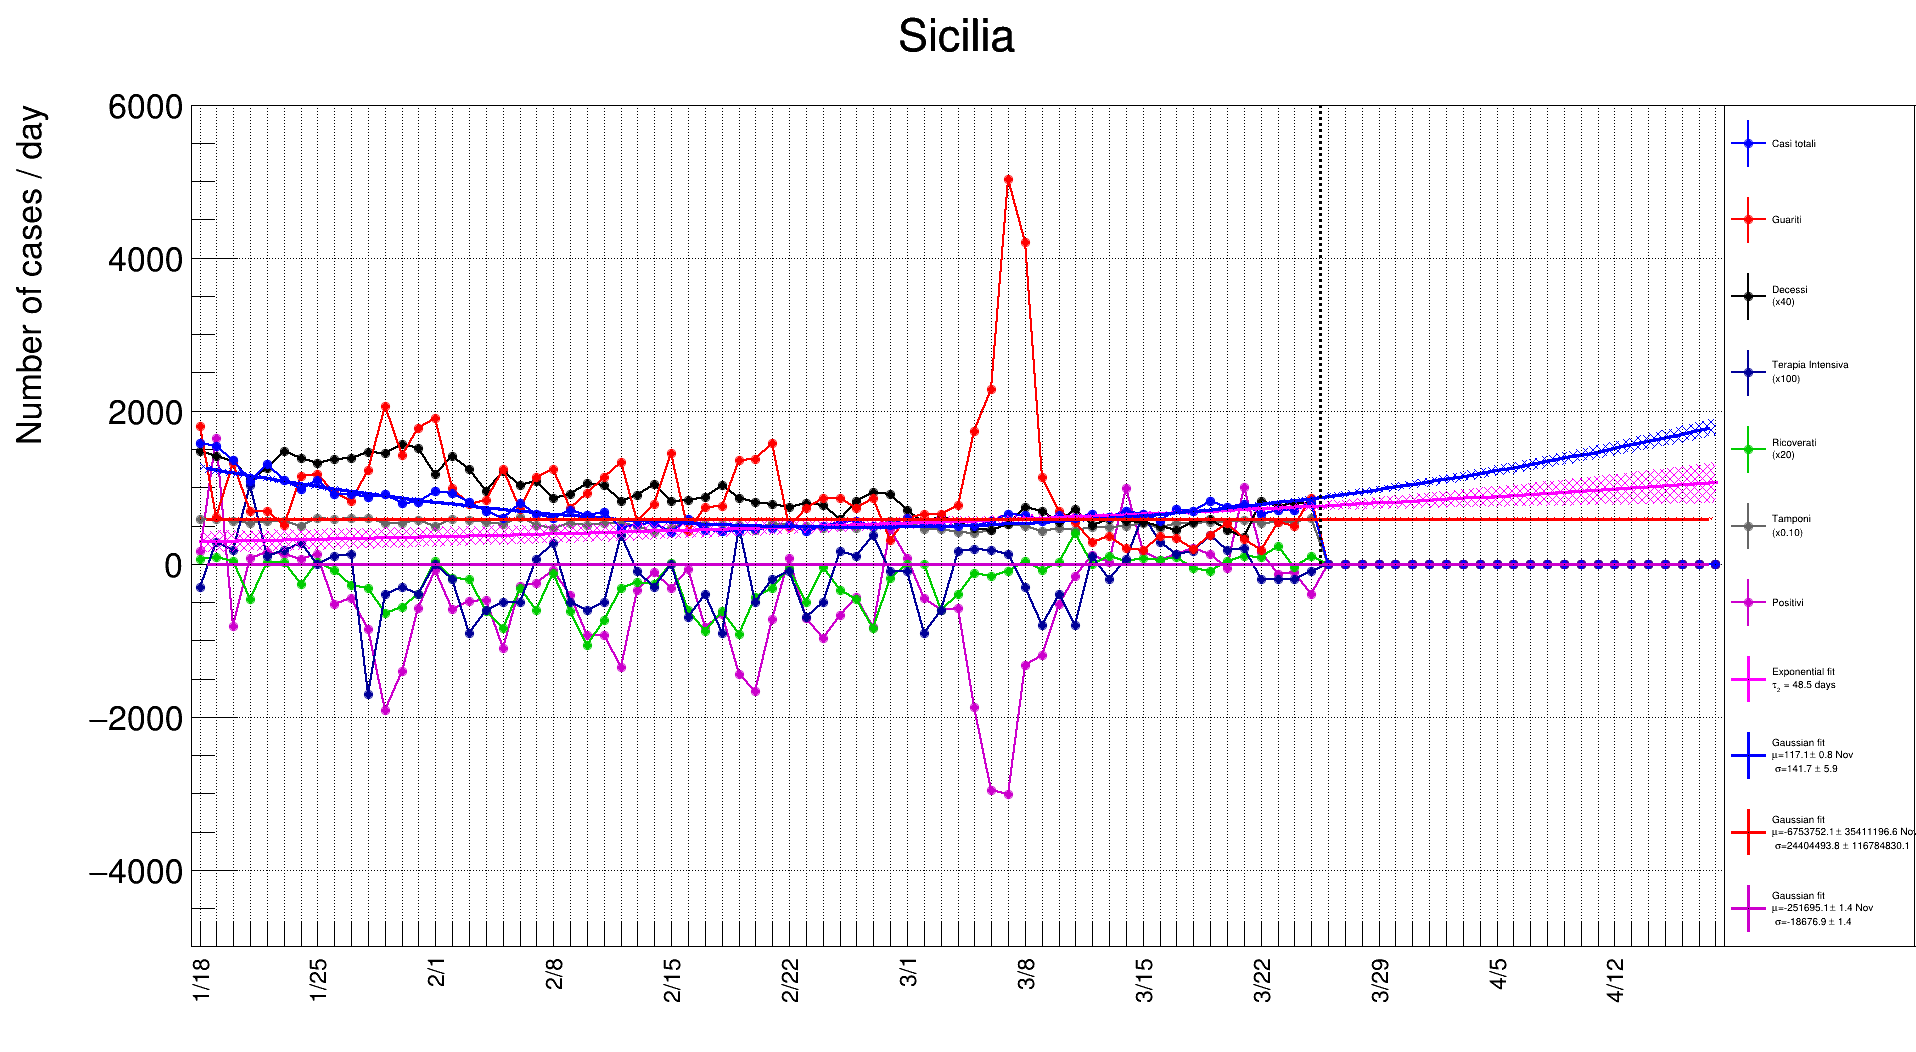 Sicilia
Number of cases / day
6000
4000
2000
0
−2000
−4000
1/18
1/25
2/1
2/8
2/15
2/22
3/1
3/8
3/15
3/22
3/29
4/5
4/12
Casi totali
Guariti
Decessi
(x40)
Terapia Intensiva
(x100)
Ricoverati
(x20)
Tamponi
(x0.10)
Positivi
Exponential fit
τ₂ = 48.5 days
Gaussian fit
μ=117.1± 0.8 Nov
σ=141.7 ± 5.9
Gaussian fit
μ=-6753752.1 ± 35411196.6 Nov
σ=24404493.8 ± 116784830.1
Gaussian fit
μ=-251695.1± 1.4 Nov
σ=-18676.9 ± 1.4